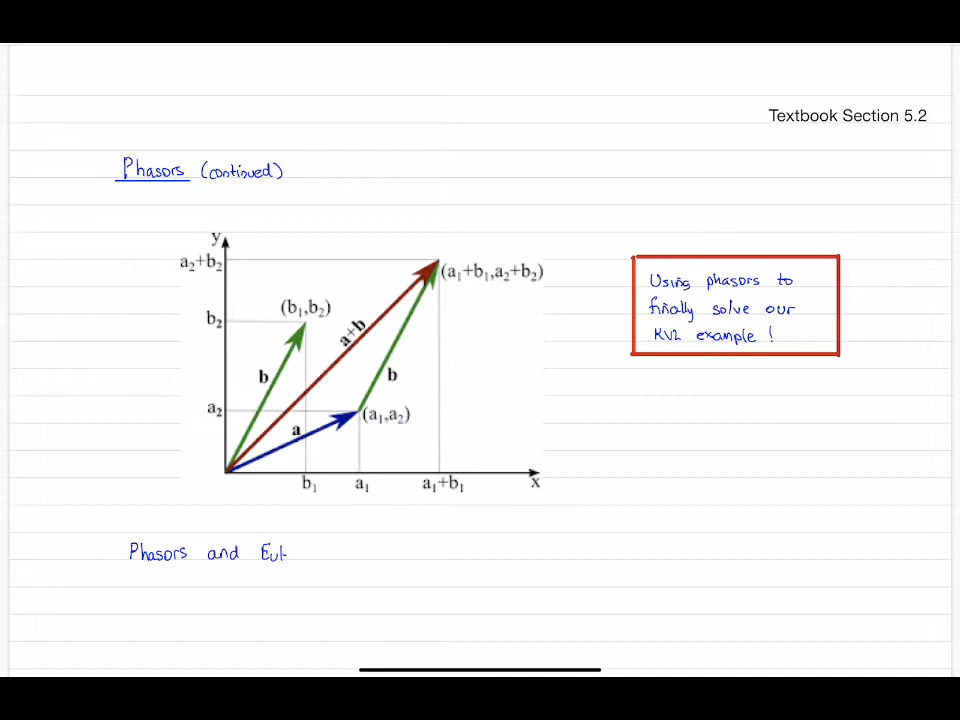 Textbook Section 5.2
Phasors (continued)
y
a₂+b₂
(a₁+b₁,a₂+b₂)
Using phasors to
finally solve our
KVL example !
(b₁,b₂)
b₂
a+b
b
b
a₂
(a₁,a₂)
a
b₁
a₁
a₁+b₁
x
Phasors and Eul